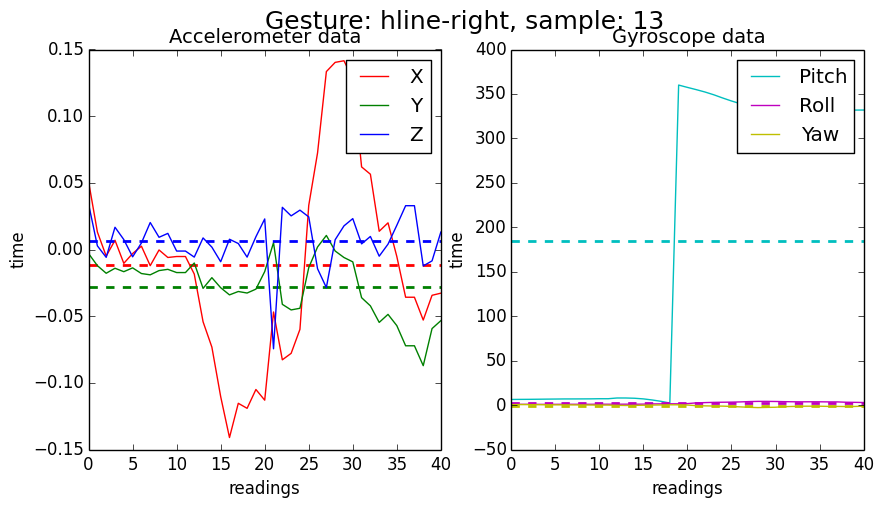 Gesture: hline-right, sample: 13
Accelerometer data
Gyroscope data
0.15
0.10
0.05
0.00
−0.05
−0.10
−0.15
time
0 5 10 15 20 25 30 35 40
readings
X
Y
Z
400
350
300
250
200
150
100
50
0
−50
time
0 5 10 15 20 25 30 35 40
readings
Pitch
Roll
Yaw